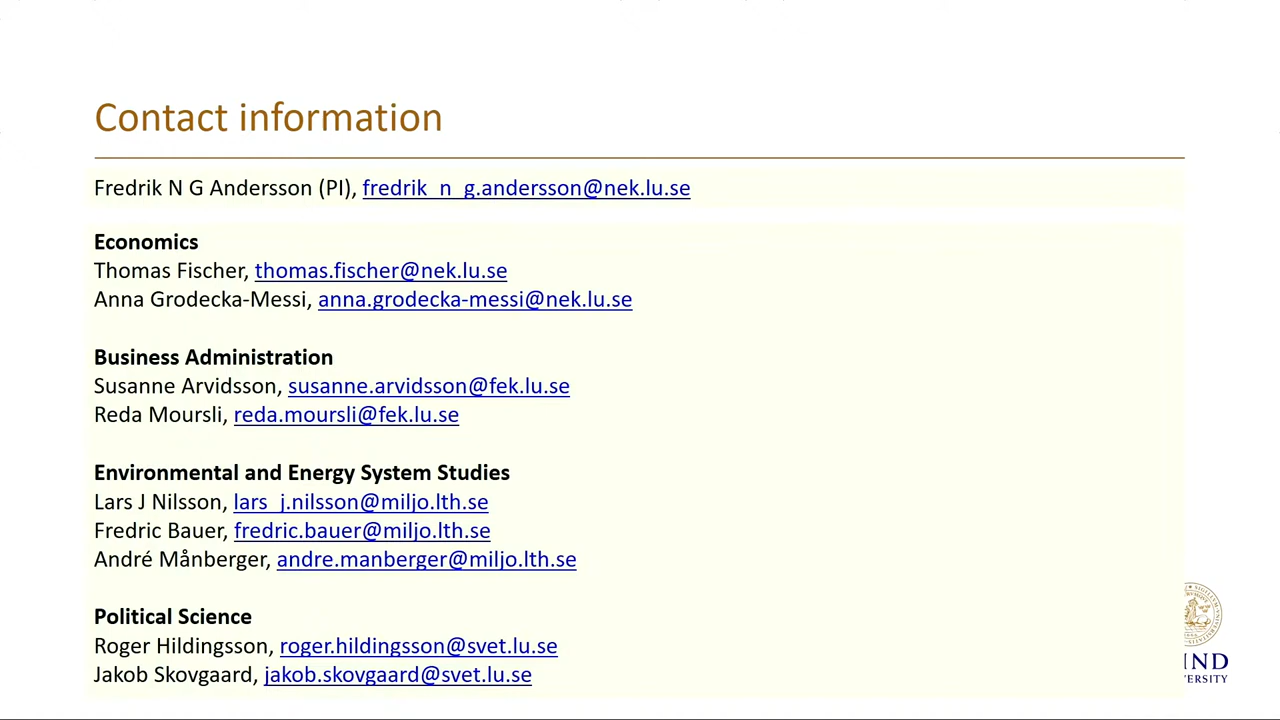 Contact information
Fredrik N G Andersson (PI), fredrik_n_g.andersson@nek.lu.se
Economics
Thomas Fischer, thomas.fischer@nek.lu.se
Anna Grodecka-Messi, anna.grodecka-messi@nek.lu.se
Business Administration
Susanne Arvidsson, susanne.arvidsson@fek.lu.se
Reda Moursli, reda.moursli@fek.lu.se
Environmental and Energy System Studies
Lars J Nilsson, lars_j.nilsson@miljo.lth.se
Fredric Bauer, fredric.bauer@miljo.lth.se
André Månberger, andre.manberger@miljo.lth.se
Political Science
Roger Hildingsson, roger.hildingsson@svet.lu.se
Jakob Skovgaard, jakob.skovgaard@svet.lu.se
IND
VERSITY